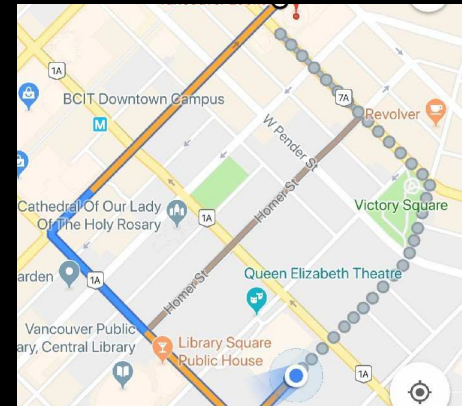 1A
BCIT Downtown Campus
M
7A
Revolver
W Pender St
Cathedral Of Our Lady
Of The Holy Rosary
1A
Homer St
Victory Square
arden
1A
Homer St
Queen Elizabeth Theatre
Vancouver Public
ary, Central Library
Library Square
Public House
1A